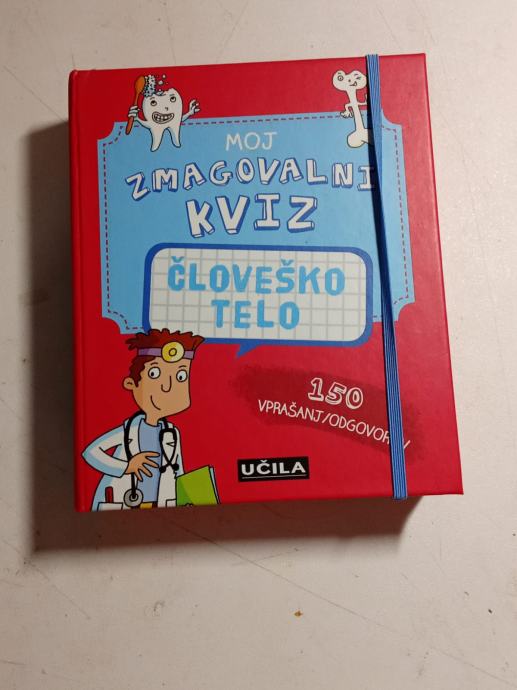 MOJ
ZMAGOVALNI
KVIZ
ČLOVEŠKO
TELO
150
VPRAŠANJ/ODGOVOROV
UČILA